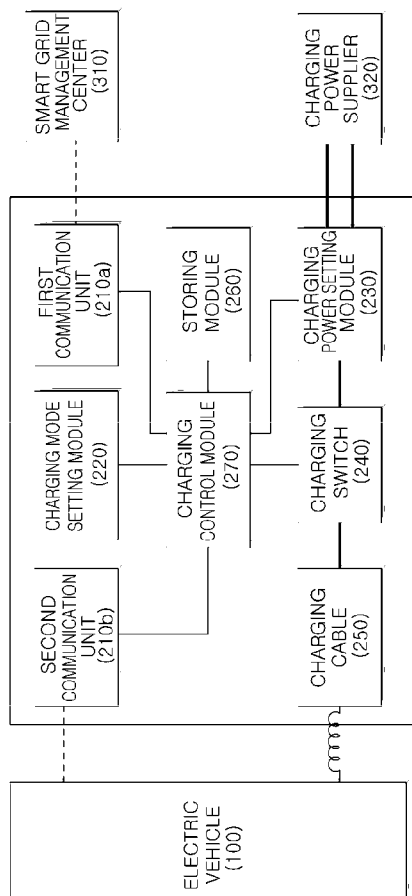 ELECTRIC
VEHICLE
(100)
SECOND
COMMUNICATION
UNIT
(210b)
CHARGING MODE
SETTING MODULE
(220)
FIRST
COMMUNICATION
UNIT
(210a)
SMART GRID
MANAGEMENT
CENTER
(310)
CHARGING
CONTROL MODULE
(270)
STORING
MODULE
(260)
CHARGING
CABLE
(250)
CHARGING
SWITCH
(240)
CHARGING
POWER SETTING
MODULE
(230)
CHARGING
POWER
SUPPLIER
(320)